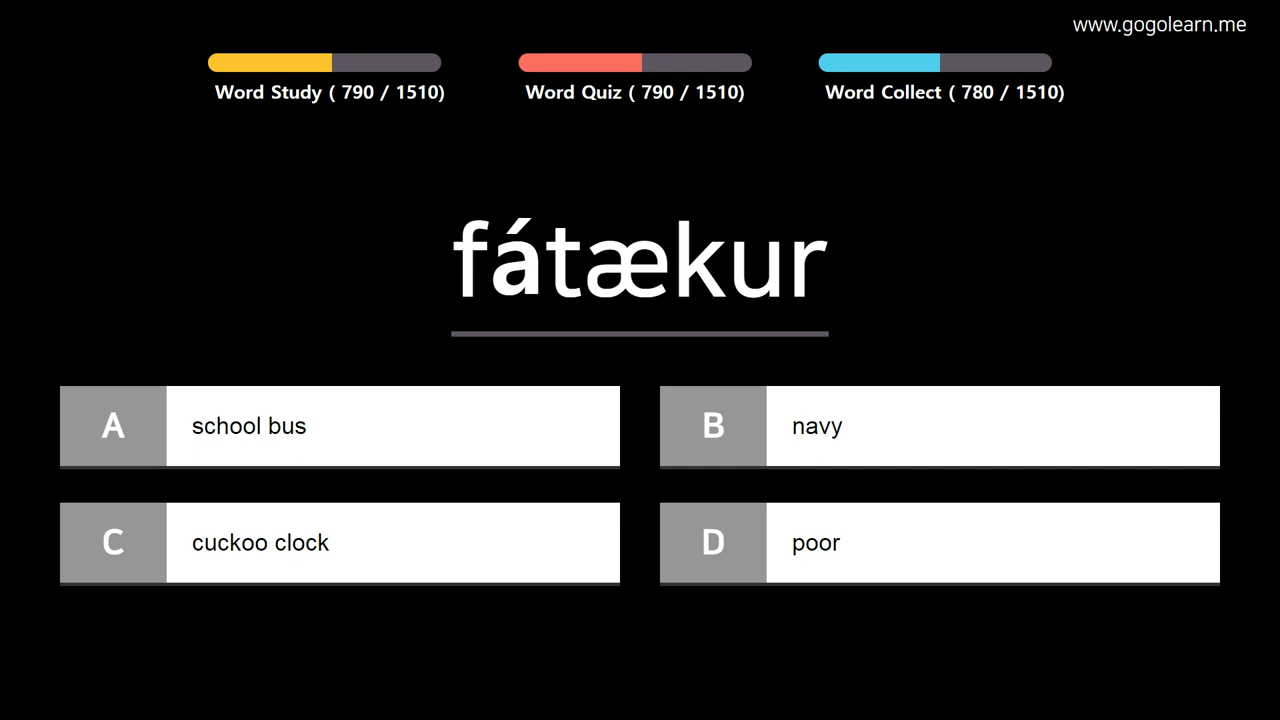 www.gogolearn.me
Word Study ( 790 / 1510)
Word Quiz ( 790 / 1510)
Word Collect ( 780 / 1510)
fátækur
A school bus
B navy
C cuckoo clock
D poor